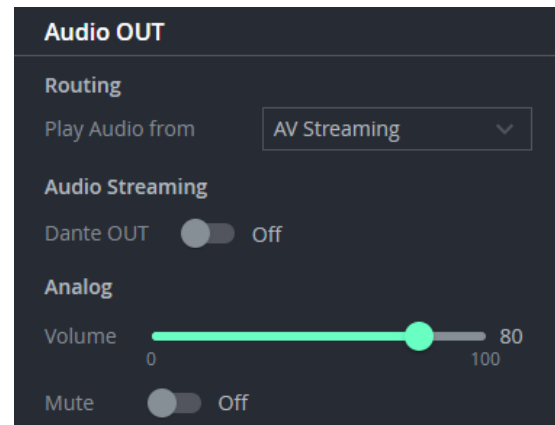 Audio OUT
Routing
Play Audio from AV Streaming
Audio Streaming
Dante OUT Off
Analog
Volume 80
0 100
Mute Off